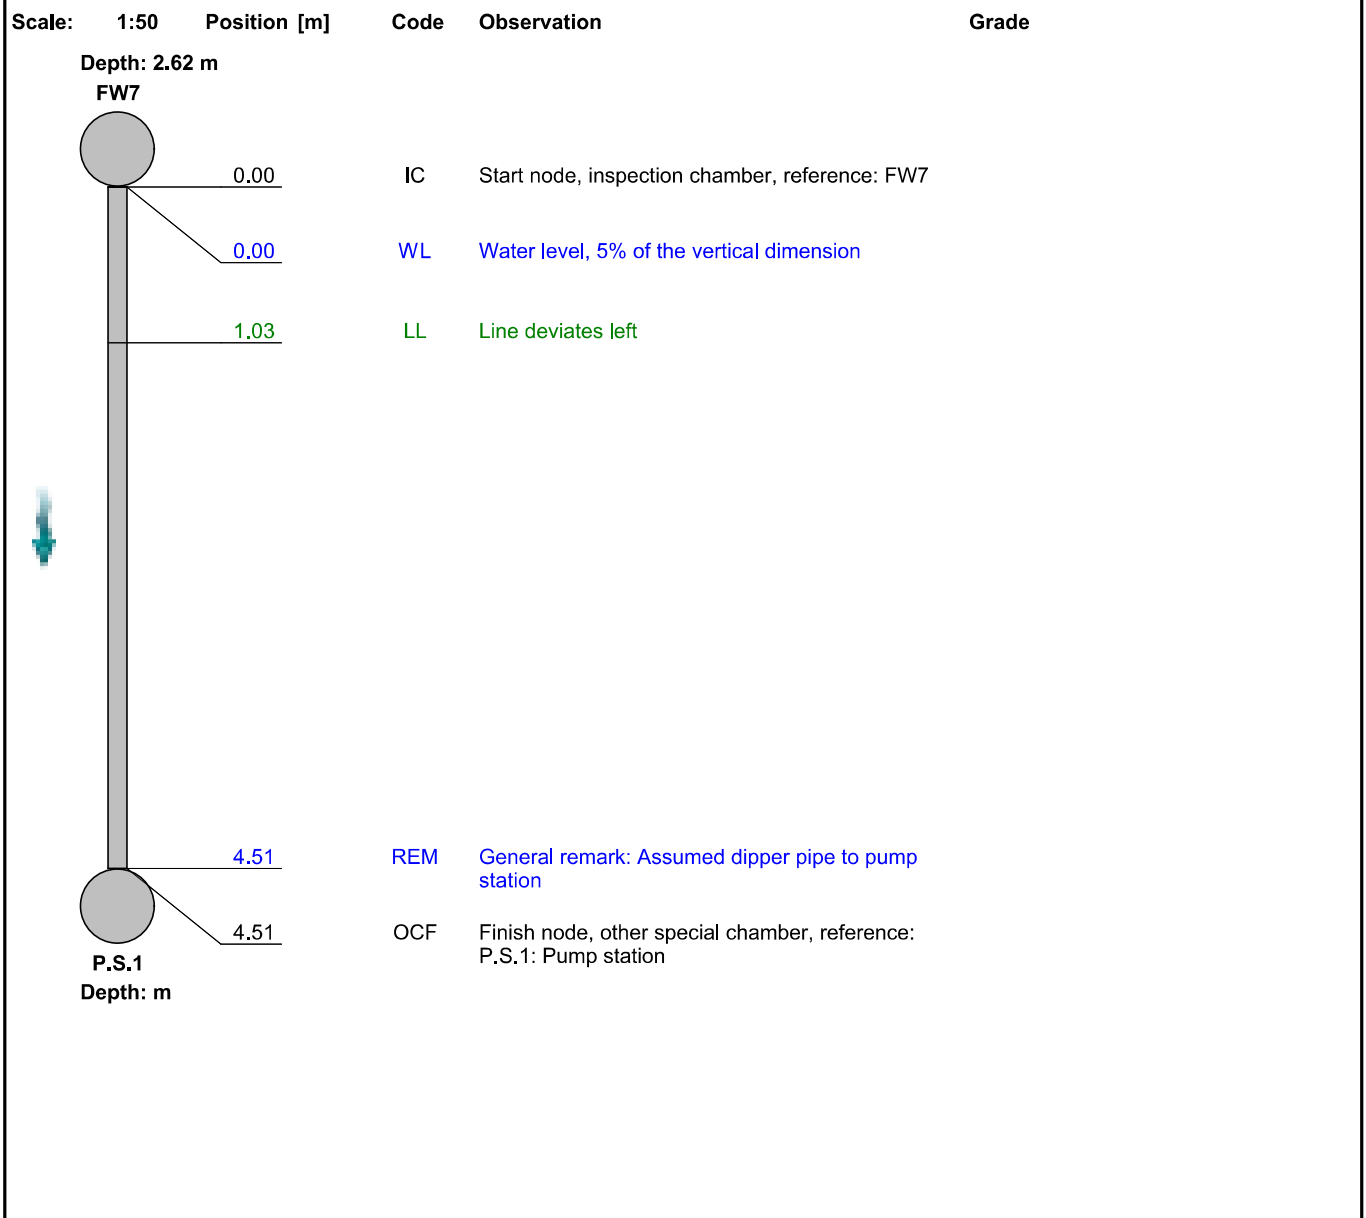 Scale: 1:50 Position [m] Code Observation Grade
Depth: 2.62 m
FW7
0.00 IC Start node, inspection chamber, reference: FW7
0.00 WL Water level, 5% of the vertical dimension
1.03 LL Line deviates left
4.51 REM General remark: Assumed dipper pipe to pump
station
4.51 OCF Finish node, other special chamber, reference:
P.S.1: Pump station
P.S.1
Depth: m